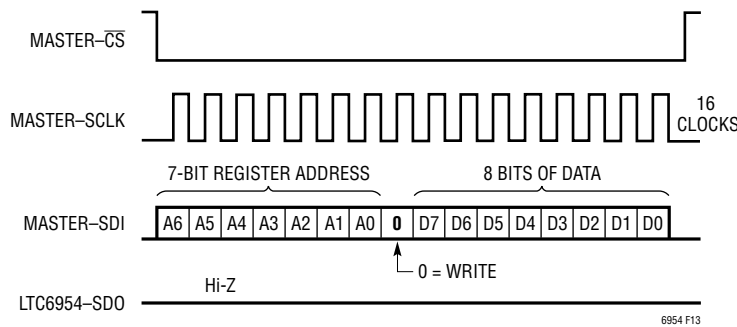 MASTER–C̅S̅
MASTER–SCLK
16
CLOCKS
7-BIT REGISTER ADDRESS
8 BITS OF DATA
MASTER–SDI
A6 A5 A4 A3 A2 A1 A0 0 D7 D6 D5 D4 D3 D2 D1 D0
0 = WRITE
Hi-Z
LTC6954–SDO
6954 F13